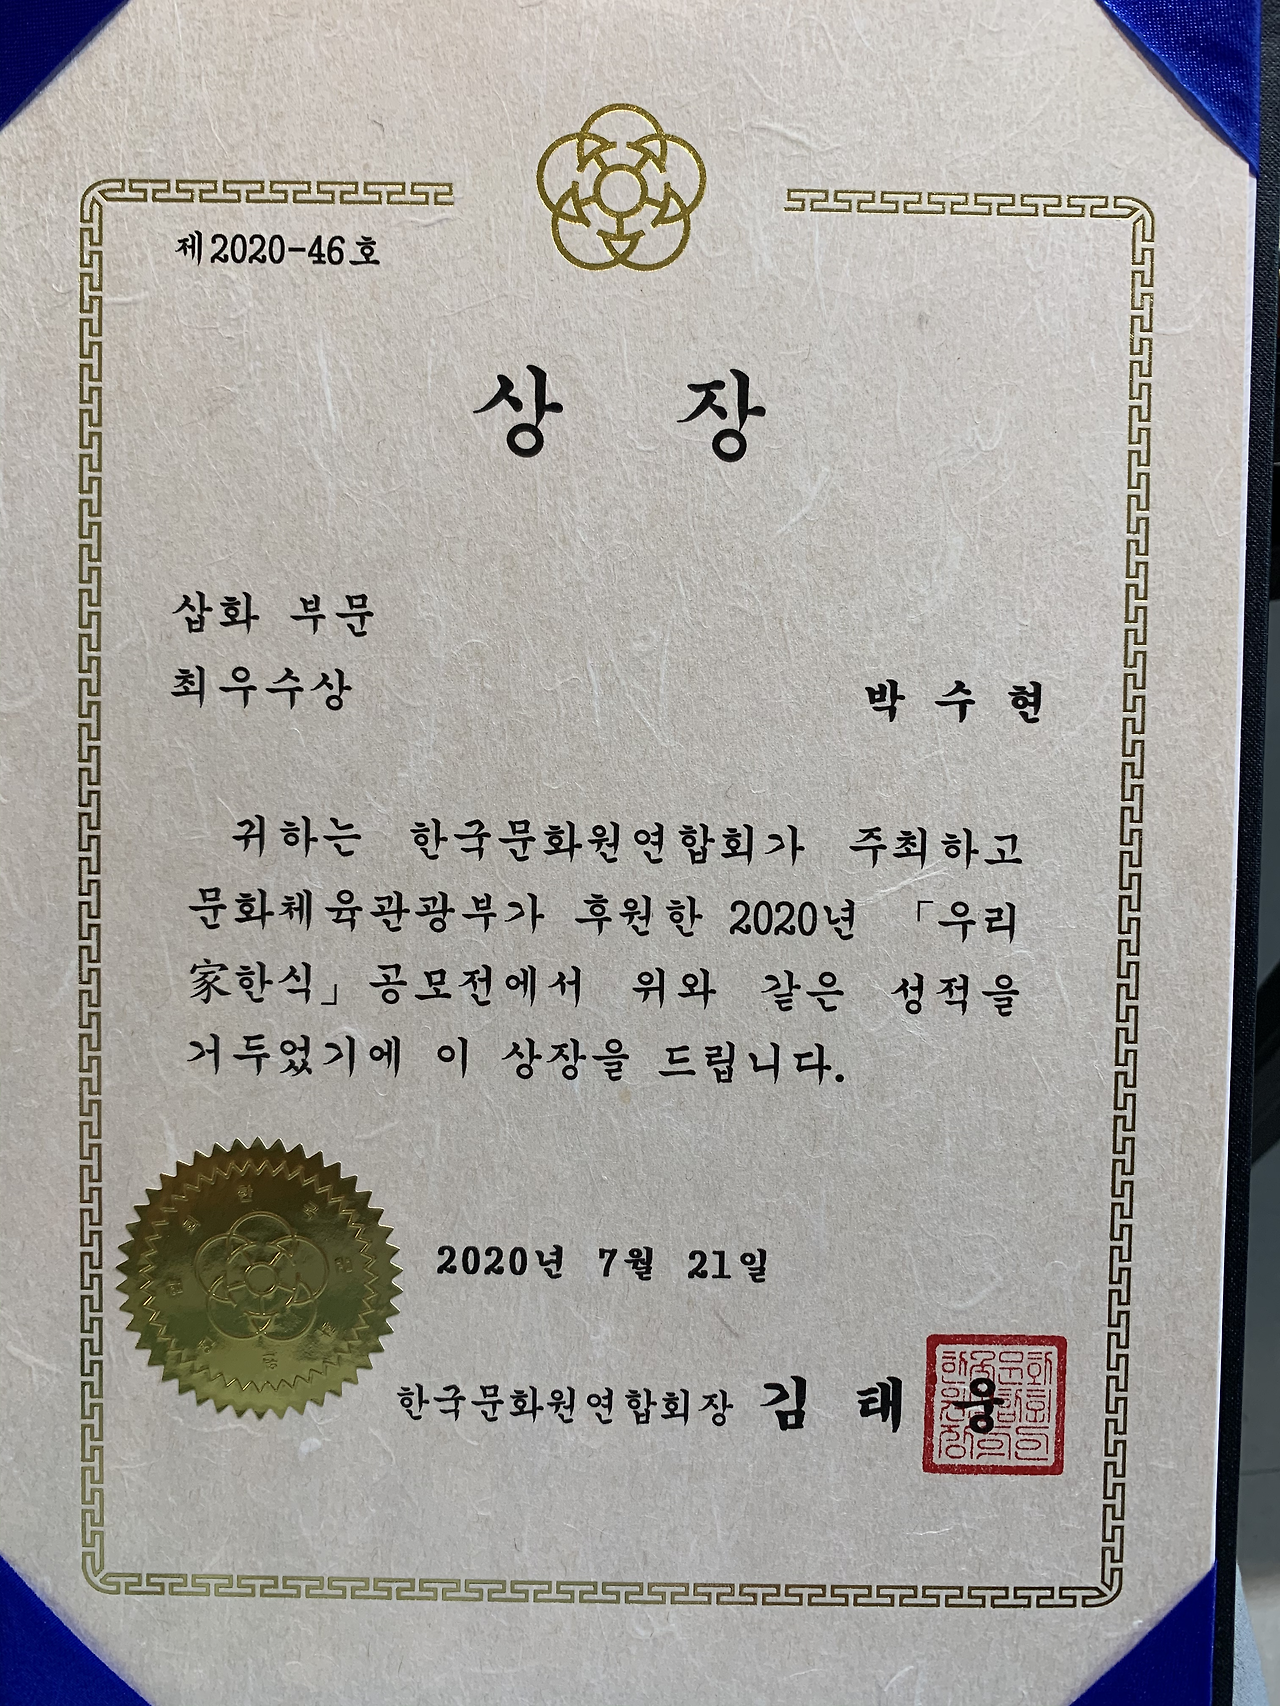 제2020-46호
상 장
삽화 부문
최우수상
박 수 현
귀하는 한국문화원연합회가 주최하고
문화체육관광부가 후원한 2020년 「우리
家한식」공모전에서 위와 같은 성적을
거두었기에 이 상장을 드립니다.
2020년 7월 21일
한국문화원연합회장 김 태 웅